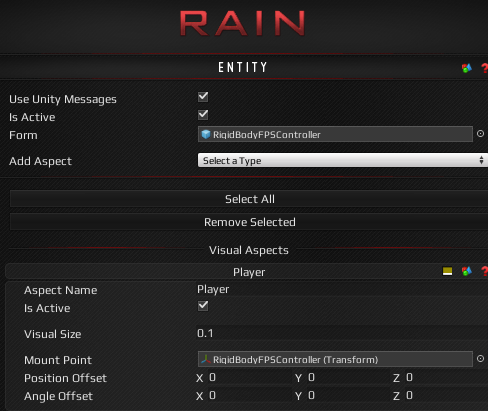 RAIN
ENTITY ?
Use Unity Messages
Is Active
Form RigidBodyFPSController
Add Aspect Select a Type
Select All
Remove Selected
Visual Aspects
Player ?
Aspect Name Player
Is Active
Visual Size 0.1
Mount Point RigidBodyFPSController (Transform)
Position Offset X 0 Y 0 Z 0
Angle Offset X 0 Y 0 Z 0